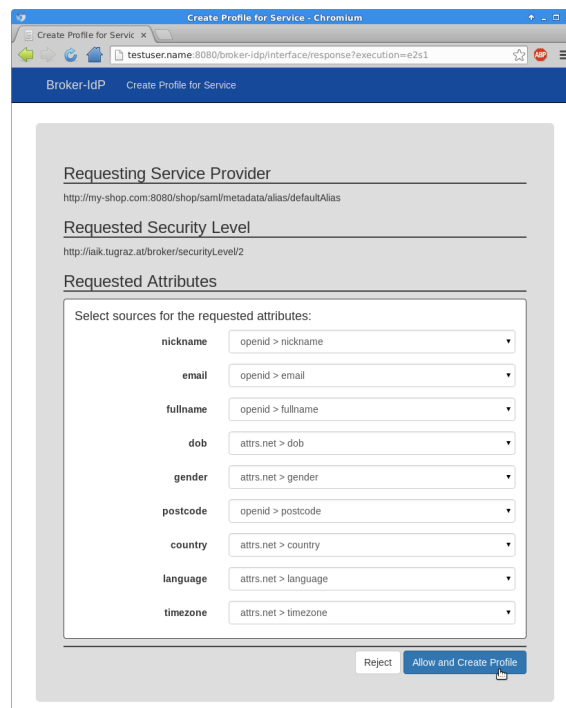 Create Profile for Service - Chromium
Create Profile for Servic ×
testuser.name:8080/broker-idp/interface/response?execution=e2s1
ABP
Broker-IdP Create Profile for Service
Requesting Service Provider
http://my-shop.com:8080/shop/saml/metadata/alias/defaultAlias
Requested Security Level
http://iaik.tugraz.at/broker/securityLevel/2
Requested Attributes
Select sources for the requested attributes:
nickname openid > nickname
email openid > email
fullname openid > fullname
dob attrs.net > dob
gender attrs.net > gender
postcode openid > postcode
country attrs.net > country
language attrs.net > language
timezone attrs.net > timezone
Reject Allow and Create Profile